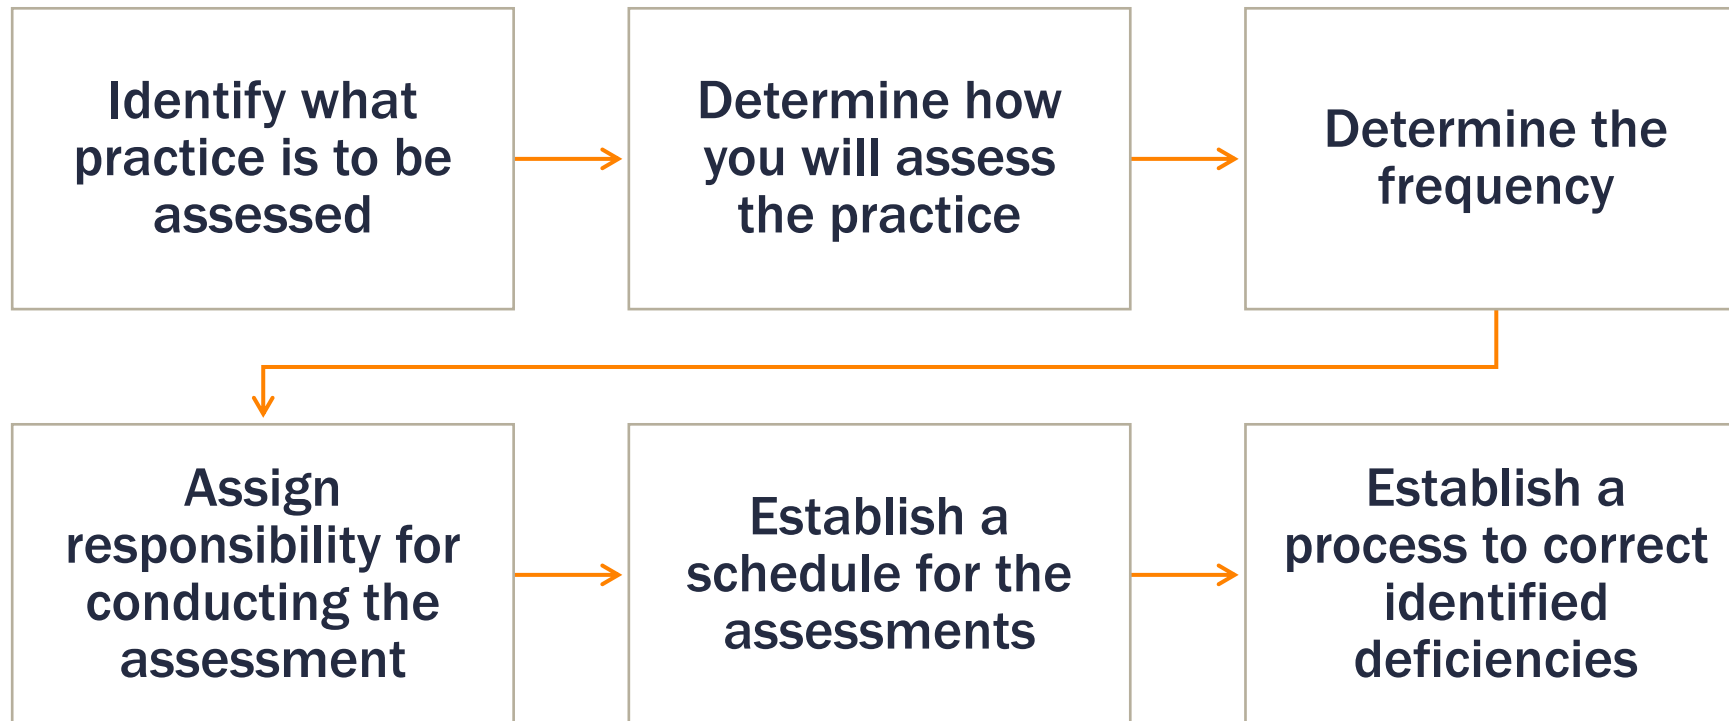 Identify what
practice is to be
assessed
Determine how
you will assess
the practice
Determine the
frequency
Assign
responsibility for
conducting the
assessment
Establish a
schedule for the
assessments
Establish a
process to correct
identified
deficiencies